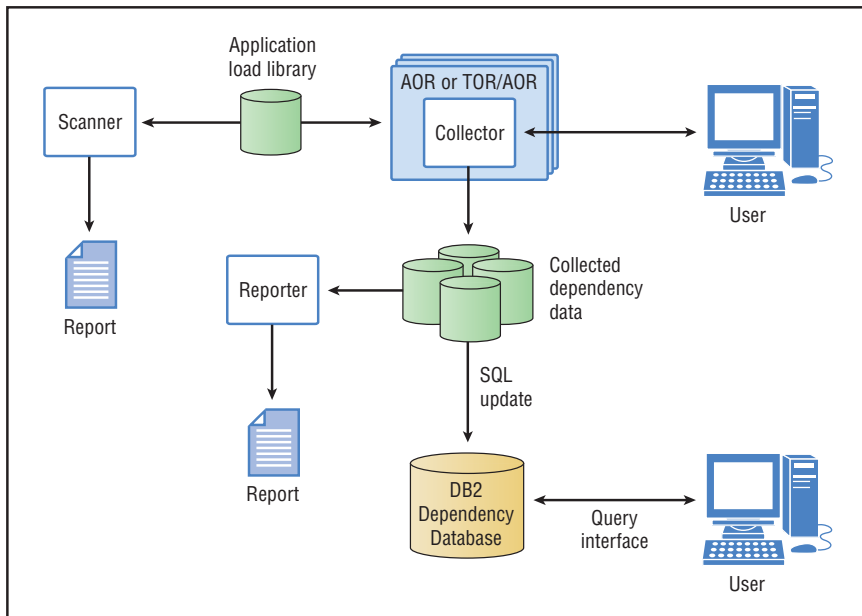 Application
load library
AOR or TOR/AOR
Scanner
Collector
User
Report
Reporter
Collected
dependency
data
SQL
update
Report
DB2
Dependency
Database
Query
interface
User